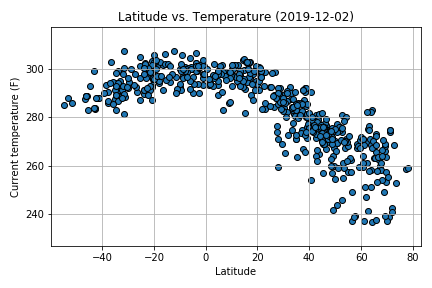 Latitude vs. Temperature (2019-12-02)
300
280
260
240
Current temperature (F)
−40 −20 0 20 40 60 80
Latitude